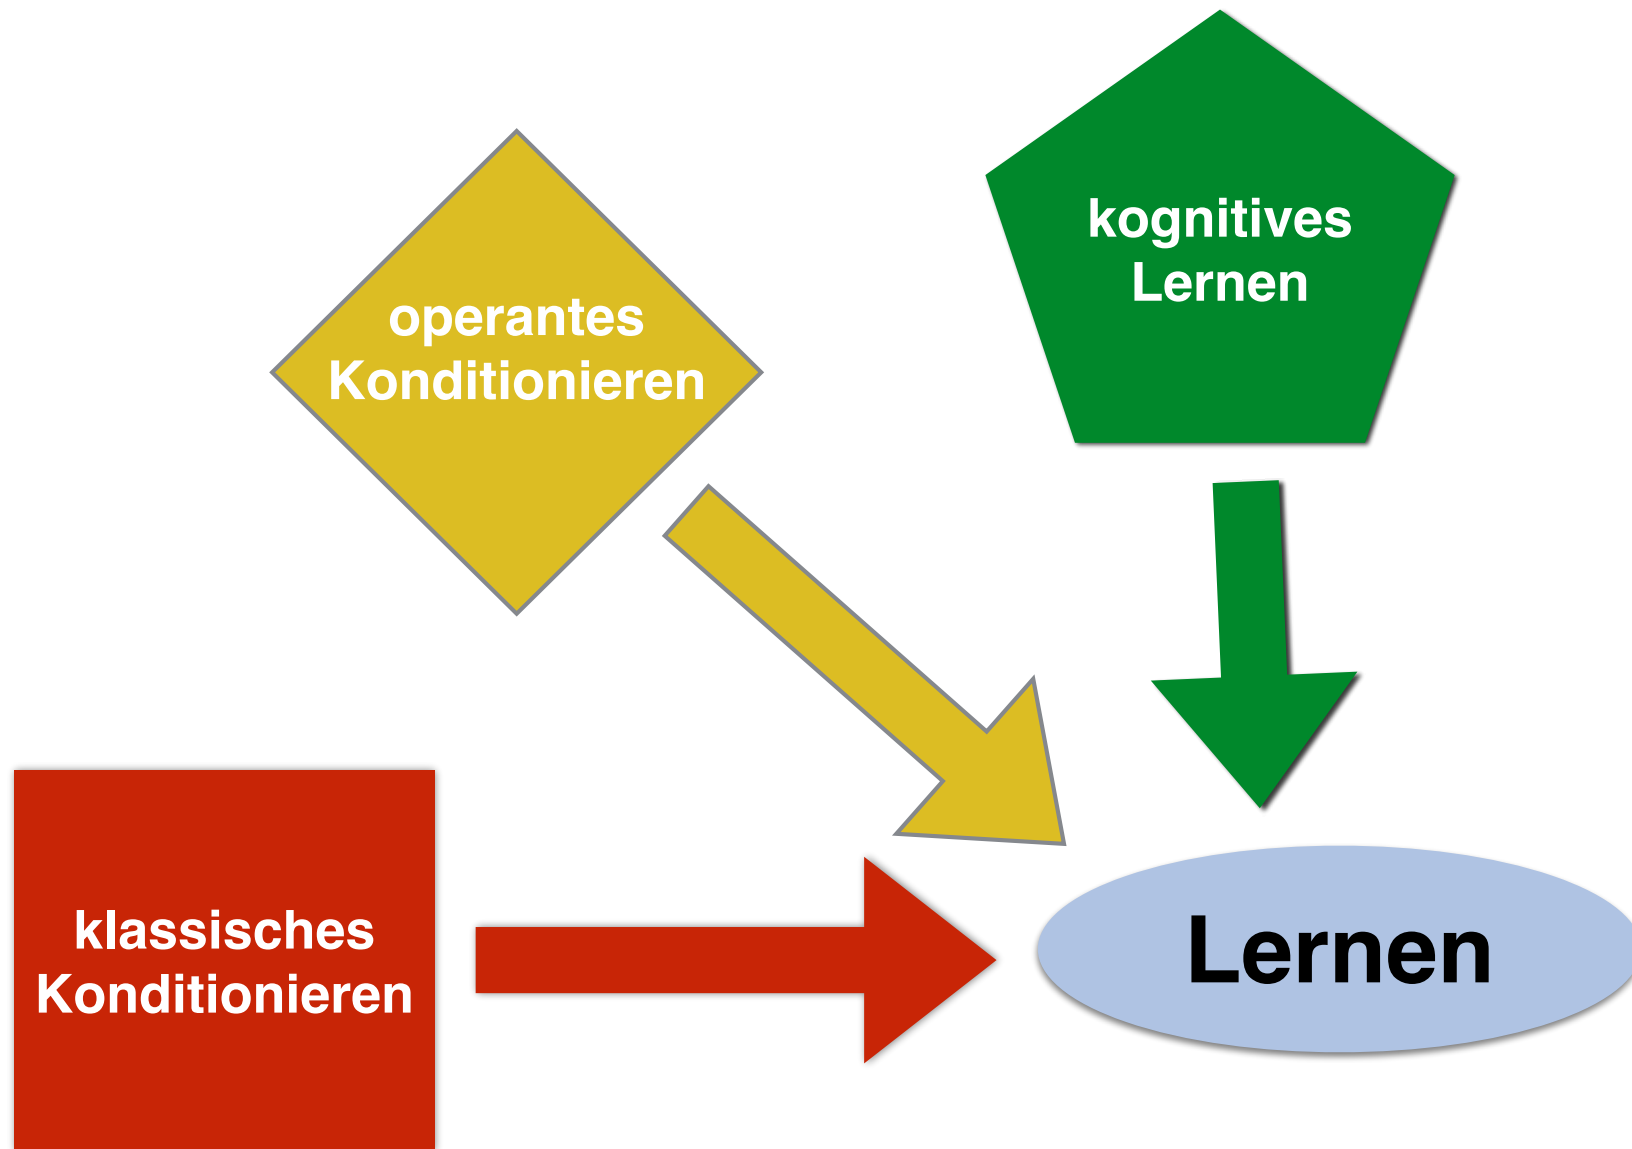 kognitives
Lernen
operantes
Konditionieren
klassisches
Konditionieren
Lernen